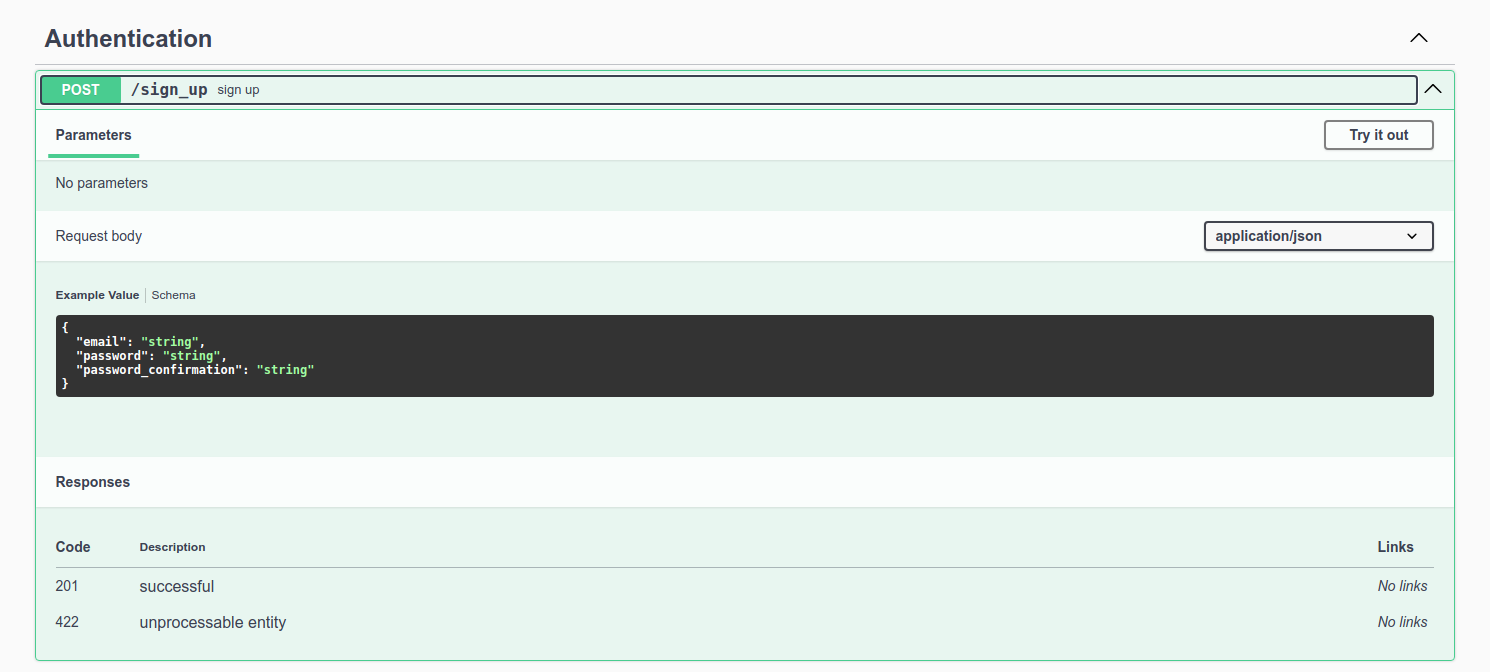 Authentication
POST /sign_up sign up
Parameters Try it out
No parameters
Request body application/json
Example Value Schema
{
"email": "string",
"password": "string",
"password_confirmation": "string"
}
Responses
Code Description Links
201 successful No links
422 unprocessable entity No links